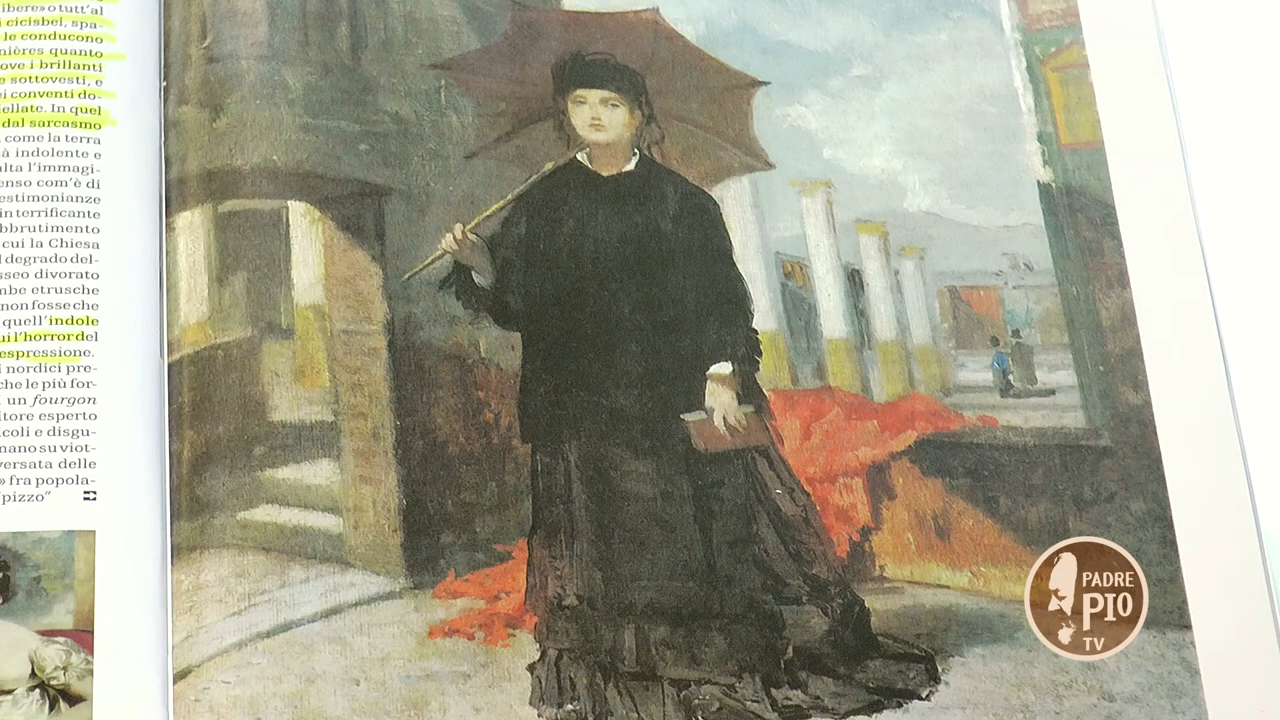 ibere» o tutt'al
i cicisbei, spa-
le conducono
nières quanto
ove i brillanti
e sottovesti, e
ei conventi do-
ellate. In quel
dal sarcasmo
come la terra
à indolente e
alta l'immagi-
enso com'è di
estimonianze
in terrificante
bbrutimento
cui la Chiesa
l degrado del-
sseo divorato
mbe etrusche
non fosse che
quell'indole
ui l'horror del
espressione.
i nordici pre-
che le più for-
un fourgon
itore esperto
coli e disgu-
nano su viot-
versata delle
» fra popola-
"pizzo"
PADRE
PIO
TV